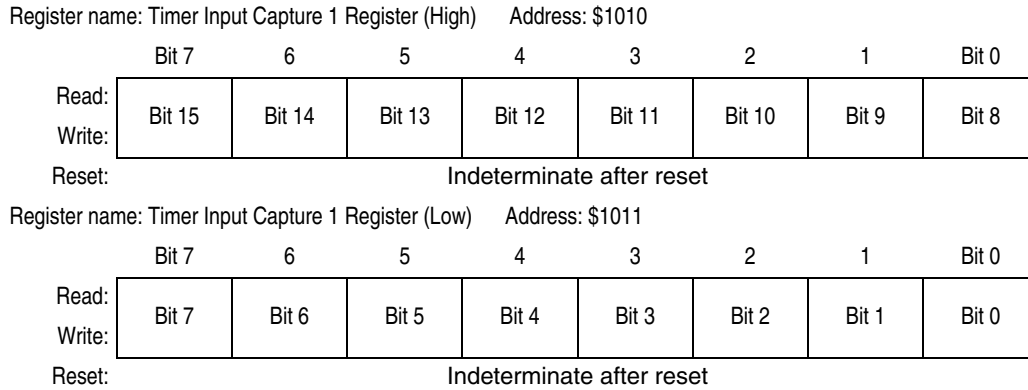 Register name: Timer Input Capture 1 Register (High) Address: $1010
Bit 7 6 5 4 3 2 1 Bit 0
Read:
Bit 15 Bit 14 Bit 13 Bit 12 Bit 11 Bit 10 Bit 9 Bit 8
Write:
Reset: Indeterminate after reset
Register name: Timer Input Capture 1 Register (Low) Address: $1011
Bit 7 6 5 4 3 2 1 Bit 0
Read:
Bit 7 Bit 6 Bit 5 Bit 4 Bit 3 Bit 2 Bit 1 Bit 0
Write:
Reset: Indeterminate after reset